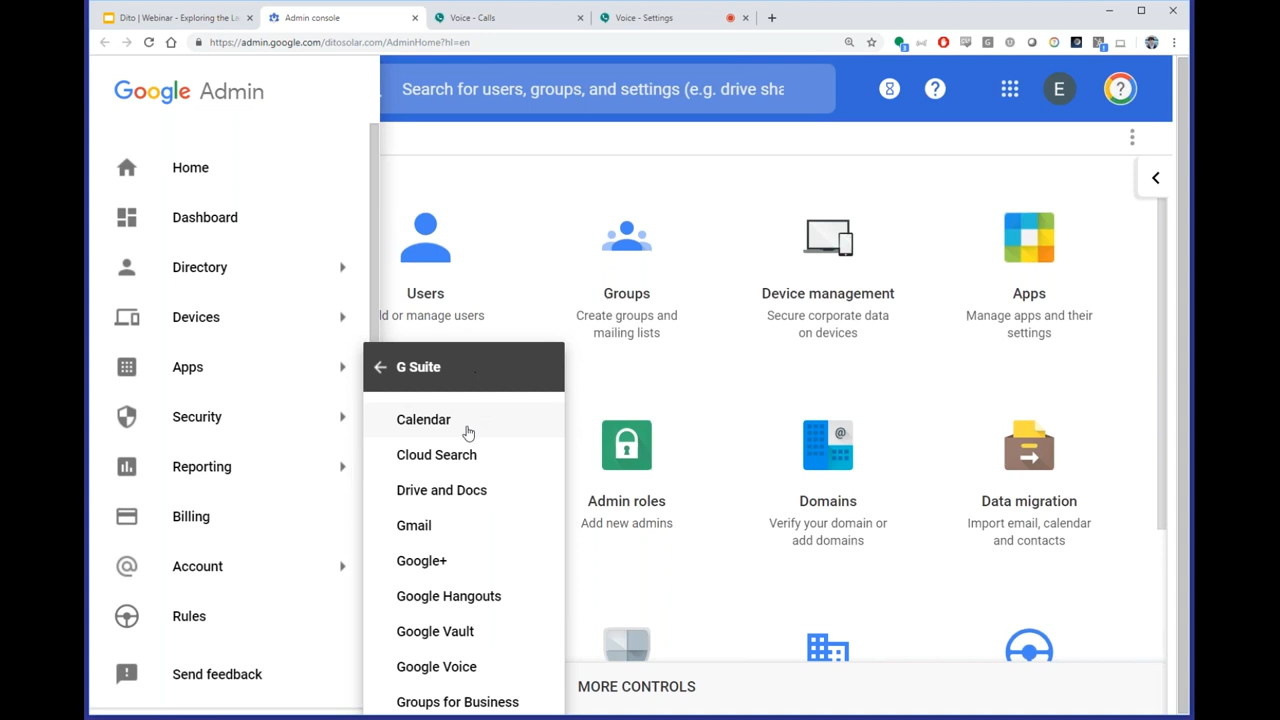 Dito | Webinar - Exploring the L
Admin console
Voice - Calls
Voice - Settings
https://admin.google.com/ditosolar.com/AdminHome?hl=en
Google Admin
Search for users, groups, and settings (e.g. drive sha
E
?
Home
Dashboard
Directory
Devices
Apps
Security
Reporting
Billing
Account
Rules
Send feedback
G Suite
Calendar
Cloud Search
Drive and Docs
Gmail
Google+
Google Hangouts
Google Vault
Google Voice
Groups for Business
Users
ld or manage users
Groups
Create groups and
mailing lists
Device management
Secure corporate data
on devices
Apps
Manage apps and their
settings
Admin roles
Add new admins
Domains
Verify your domain or
add domains
Data migration
Import email, calendar
and contacts
MORE CONTROLS